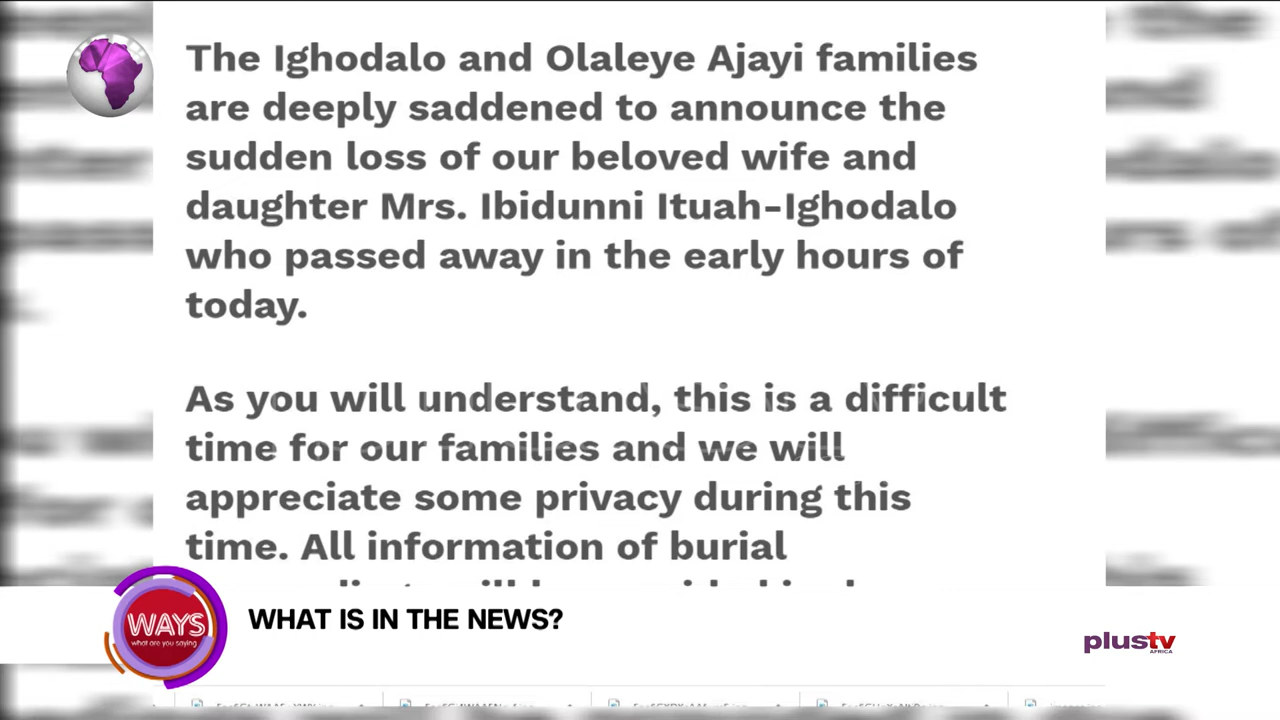 The Ighodalo and Olaleye Ajayi families
are deeply saddened to announce the
sudden loss of our beloved wife and
daughter Mrs. Ibidunni Ituah-Ighodalo
who passed away in the early hours of
today.
As you will understand, this is a difficult
time for our families and we will
appreciate some privacy during this
time. All information of burial
WAYS
what are you saying
WHAT IS IN THE NEWS?
plustv
AFRICA